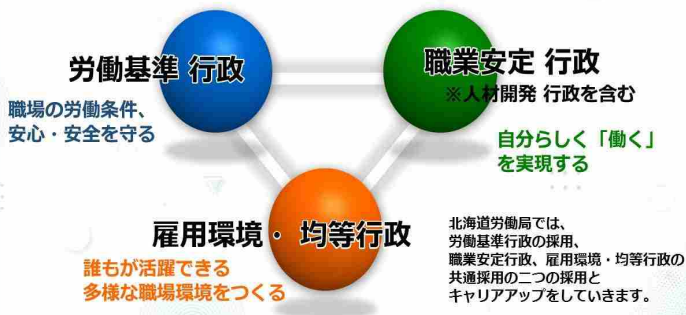 労働基準 行政
職場の労働条件、
安心・安全を守る
職業安定 行政
※人材開発 行政を含む
自分らしく「働く」
を実現する
雇用環境・ 均等行政
誰もが活躍できる
多様な職場環境をつくる
北海道労働局では、
労働基準行政の採用、
職業安定行政、雇用環境・均等行政の
共通採用の二つの採用と
キャリアアップをしていきます。